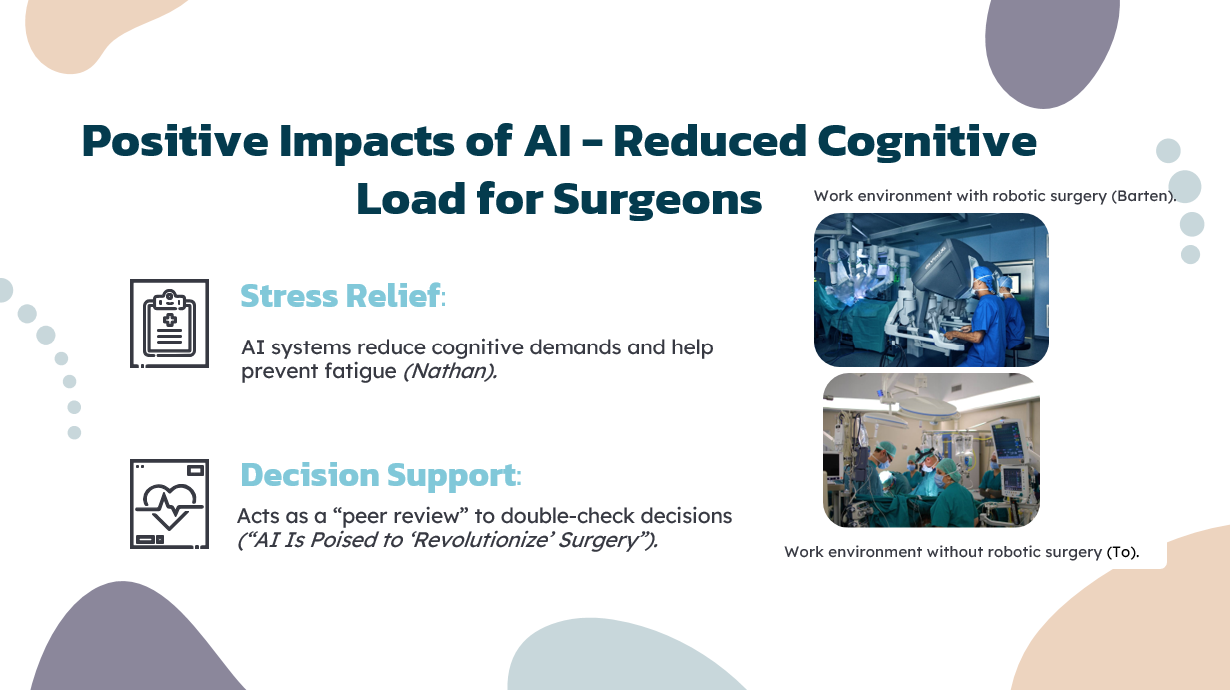 Positive Impacts of AI – Reduced Cognitive
Load for Surgeons
Work environment with robotic surgery (Barten).
Stress Relief:
AI systems reduce cognitive demands and help
prevent fatigue (Nathan).
Decision Support:
Acts as a “peer review” to double-check decisions
(“AI Is Poised to ‘Revolutionize’ Surgery”).
Work environment without robotic surgery (To).